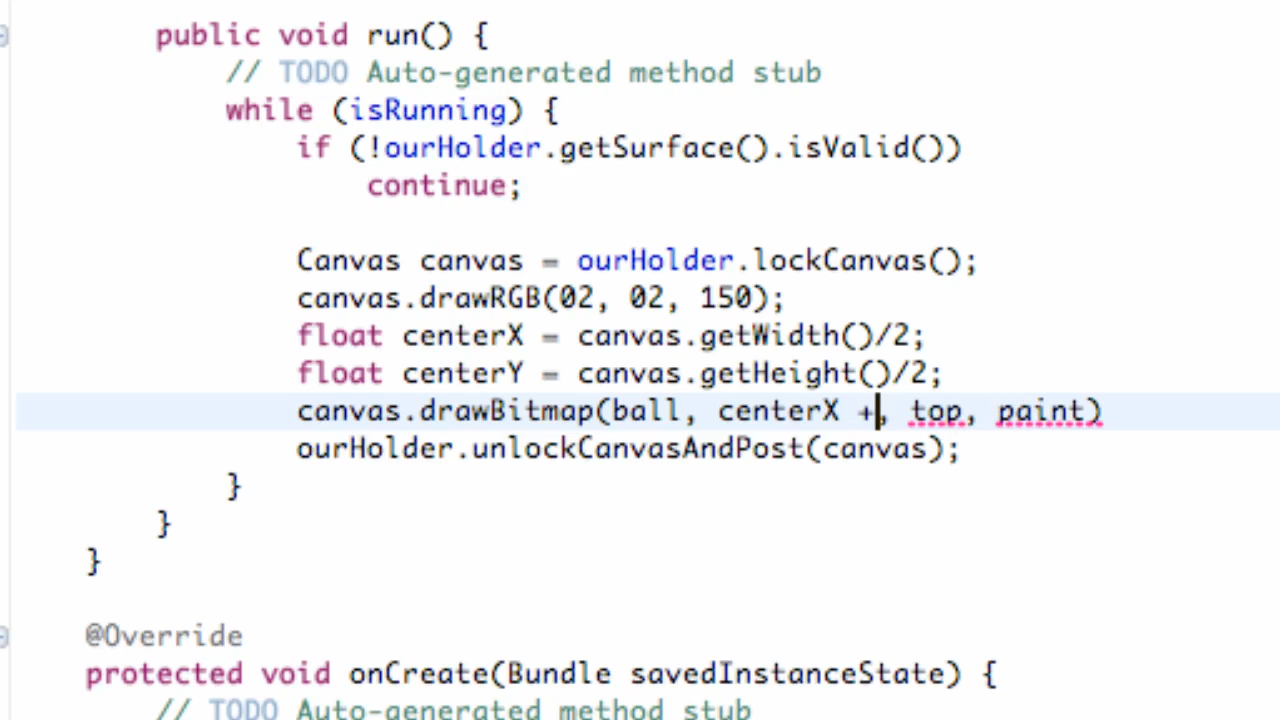 public void run() {
// TODO Auto-generated method stub
while (isRunning) {
if (!ourHolder.getSurface().isValid())
continue;
Canvas canvas = ourHolder.lockCanvas();
canvas.drawRGB(02, 02, 150);
float centerX = canvas.getWidth()/2;
float centerY = canvas.getHeight()/2;
canvas.drawBitmap(ball, centerX +, top, paint)
ourHolder.unlockCanvasAndPost(canvas);
}
}
}
@Override
protected void onCreate(Bundle savedInstanceState) {
// TODO Auto-generated method stub